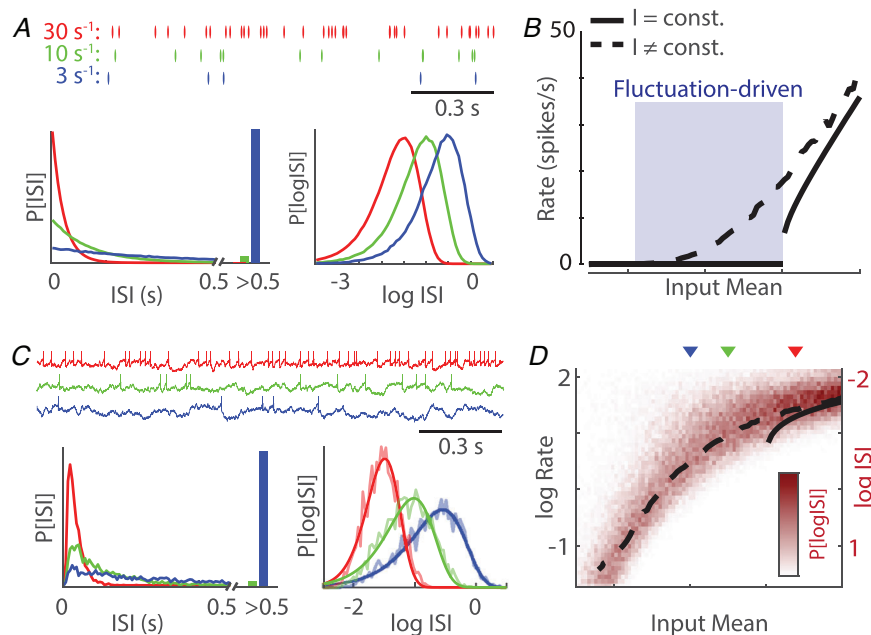 A
30 s⁻¹:
10 s⁻¹:
3 s⁻¹:
0.3 s
P[ISI]
0
0.5 >0.5
ISI (s)
P[logISI]
-3
0
log ISI
B
I = const.
I ≠ const.
50
Fluctuation-driven
Rate (spikes/s)
0
Input Mean
C
0.3 s
P[ISI]
0
0.5 >0.5
ISI (s)
P[logISI]
-2
0
log ISI
D
2
-2
log Rate
log ISI
P[logISI]
-1
1
Input Mean